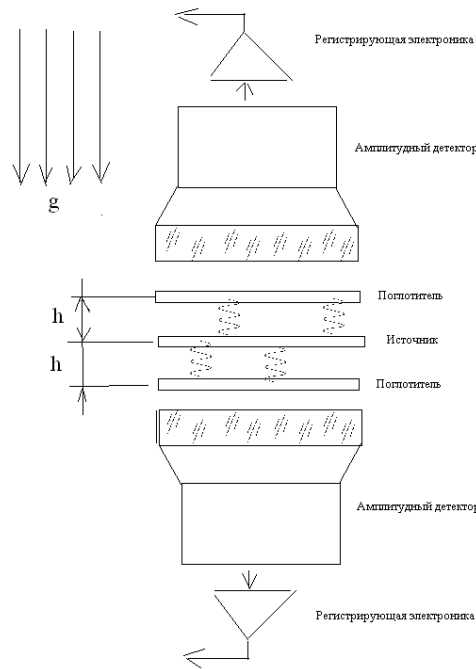 Регистрирующая электроника
Амплитудный детектор
g
Поглотитель
h
Источник
h
Поглотитель
Амплитудный детектор
Регистрирующая электроника